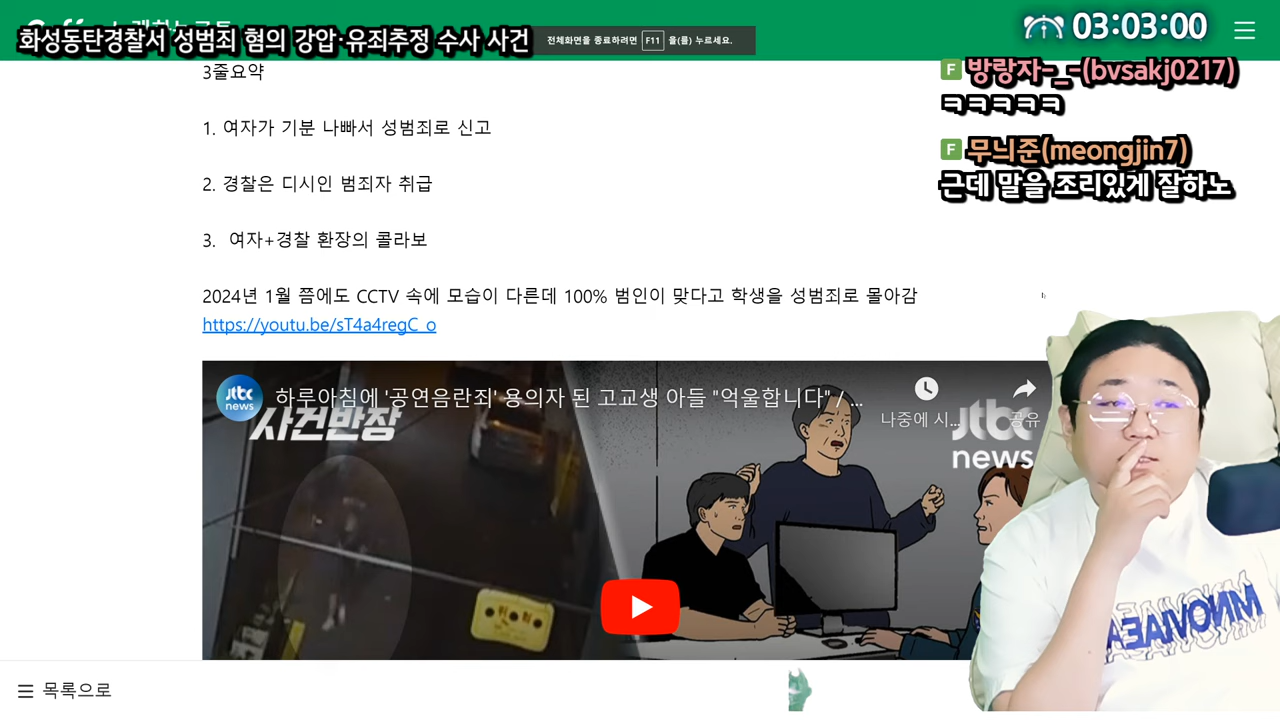 화성동탄경찰서 성범죄 혐의 강압·유죄추정 수사 사건
전체화면을 종료하려면 F11 을(를) 누르세요.
03:03:00
3줄요약
1. 여자가 기분 나빠서 성범죄로 신고
2. 경찰은 디시인 범죄자 취급
3. 여자+경찰 환장의 콜라보
2024년 1월 쯤에도 CCTV 속에 모습이 다른데 100% 범인이 맞다고 학생을 성범죄로 몰아감
https://youtu.be/sT4a4regC_o
F 방랑자-_-(bvsakj0217)
ㅋㅋㅋㅋㅋ
F 무늬준(meongjin7)
근데 말을 조리있게 잘하노
jtbc news
하루아침에 '공연음란죄' 용의자 된 고교생 아들 "억울합니다" / ...
나중에 시...
공유
사건반장
jtbc
news
목록으로